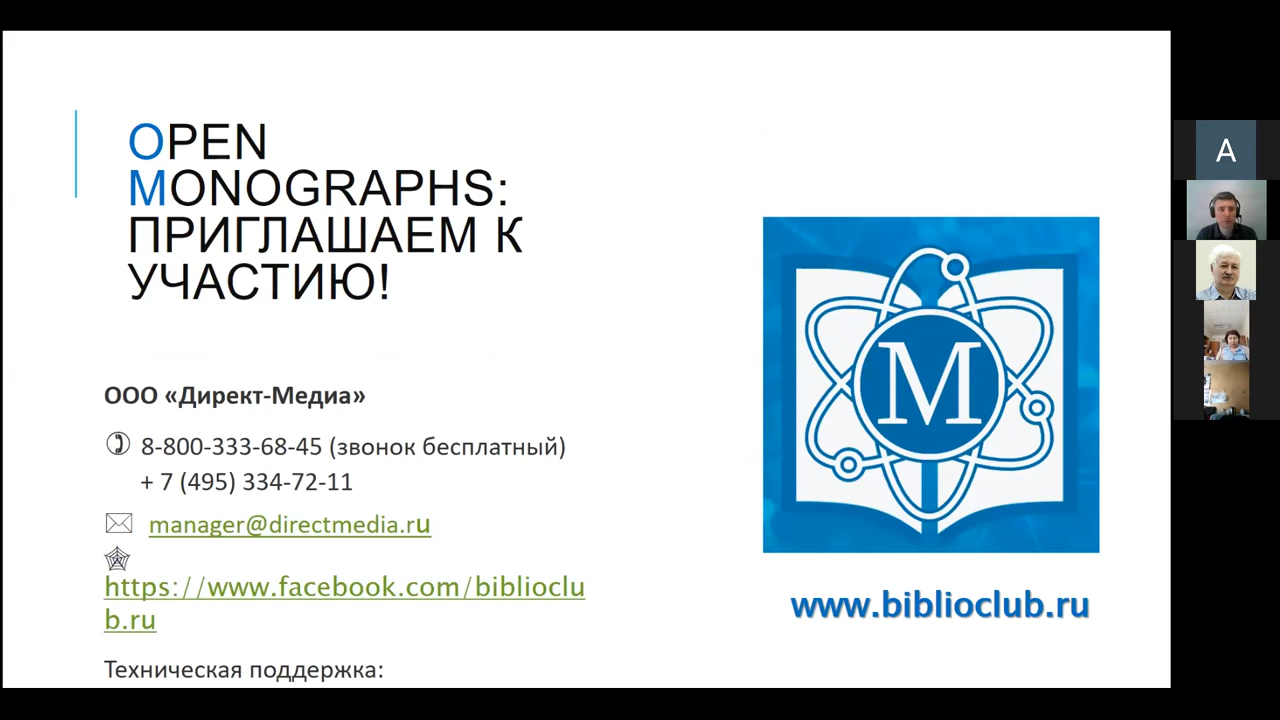 OPEN
MONOGRAPHS:
ПРИГЛАШАЕМ К
УЧАСТИЮ!
ООО «Директ-Медиа»
8-800-333-68-45 (звонок бесплатный)
+ 7 (495) 334-72-11
manager@directmedia.ru
https://www.facebook.com/biblioclu
b.ru
Техническая поддержка:
M
www.biblioclub.ru
A